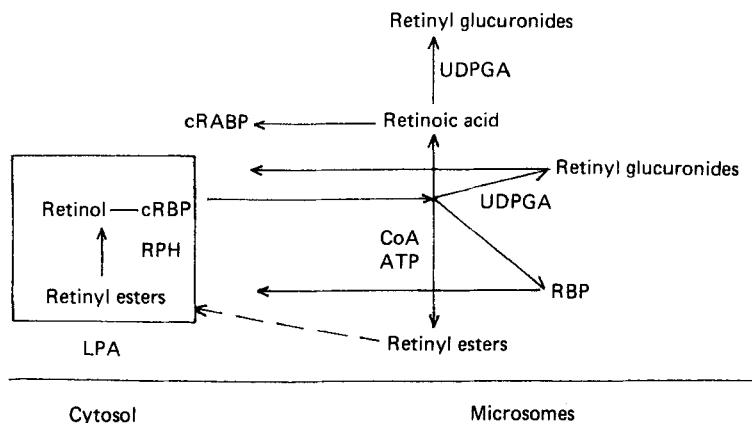 Retinyl glucuronides
UDPGA
cRABP
Retinoic acid
Retinyl glucuronides
Retinol
cRBP
UDPGA
RPH
CoA
ATP
Retinyl esters
RBP
Retinyl esters
LPA
Cytosol
Microsomes